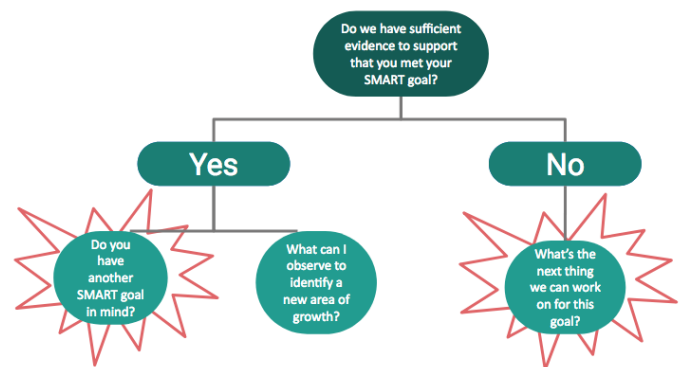 Do we have sufficient
evidence to support
that you met your
SMART goal?
Yes
No
Do you
have
another
SMART goal
in mind?
What can I
observe to
identify a
new area of
growth?
What's the
next thing
we can work
on for this
goal?